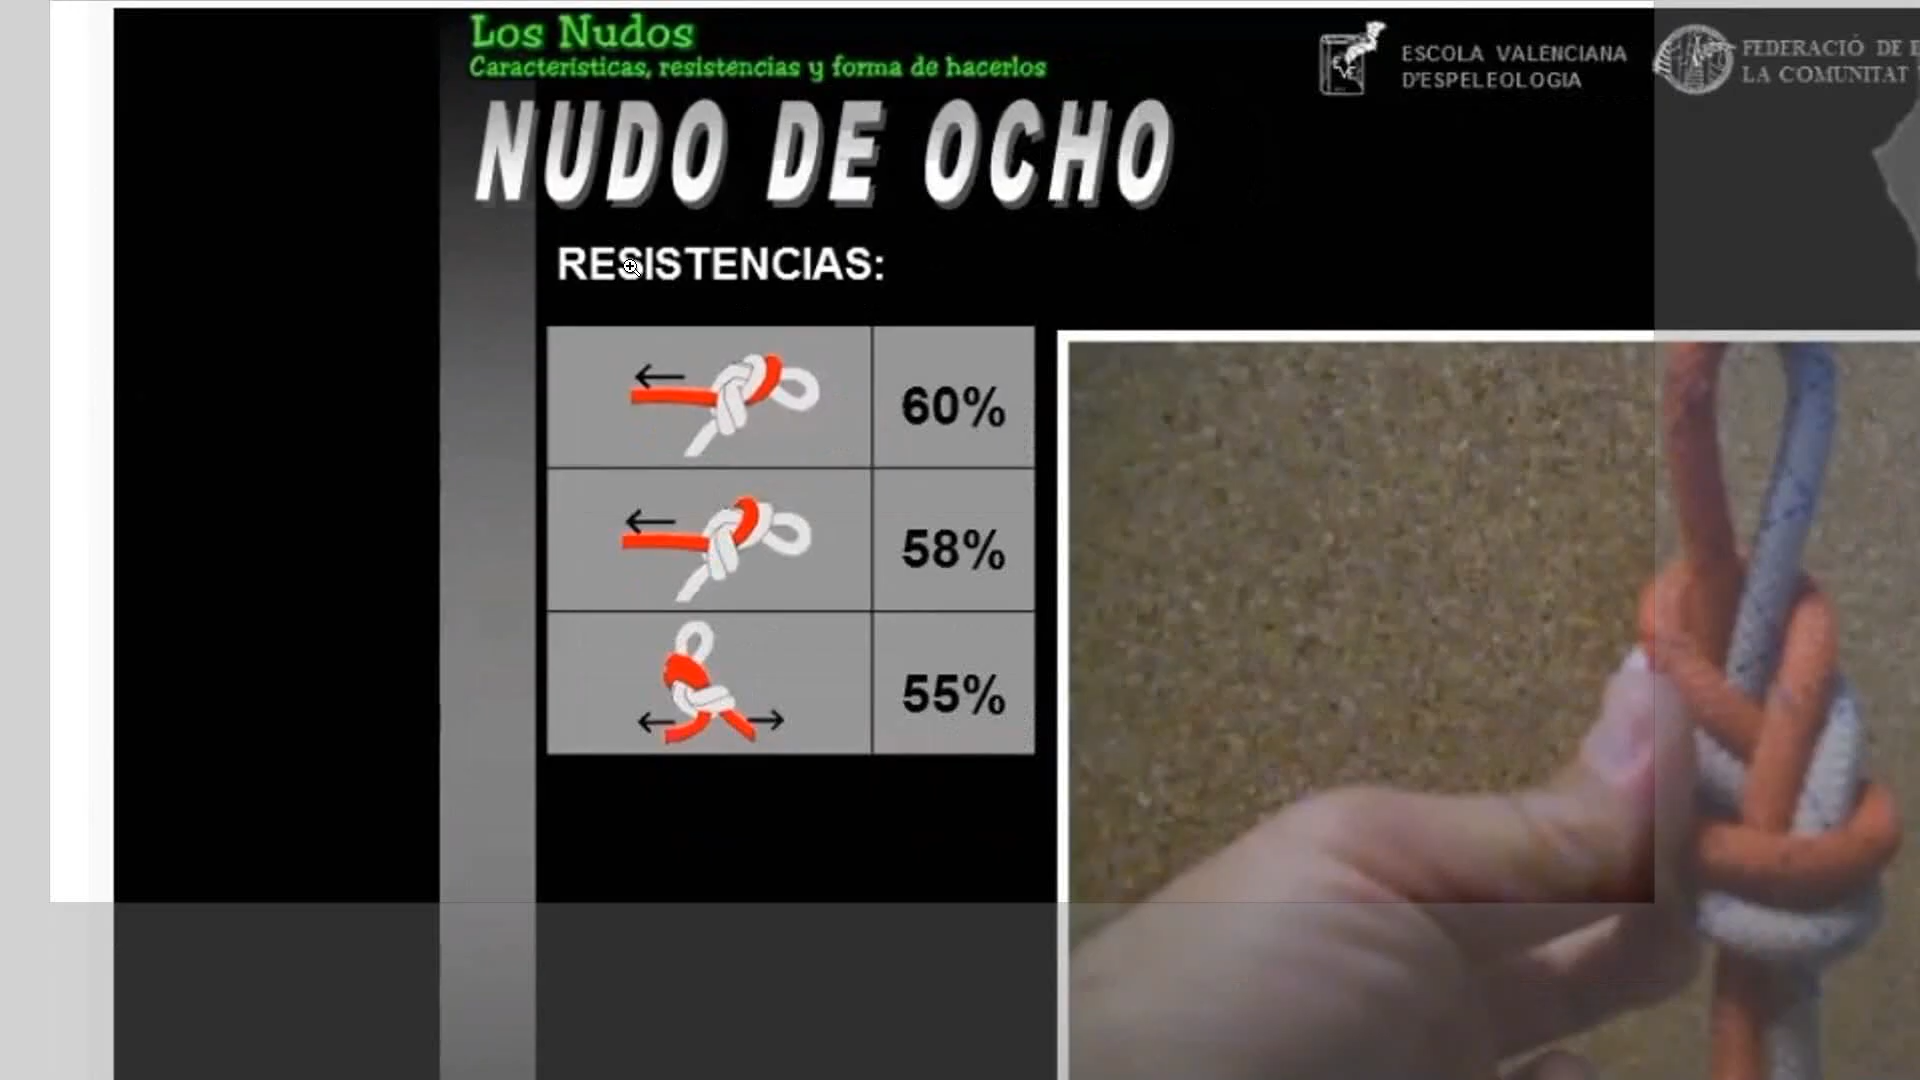 Los Nudos
Características, resistencias y forma de hacerlos
NUDO DE OCHO
ESCOLA VALENCIANA
D'ESPELEOLOGIA
FEDERACIÓ DE
LA COMUNITAT
RESISTENCIAS:
60%
58%
55%